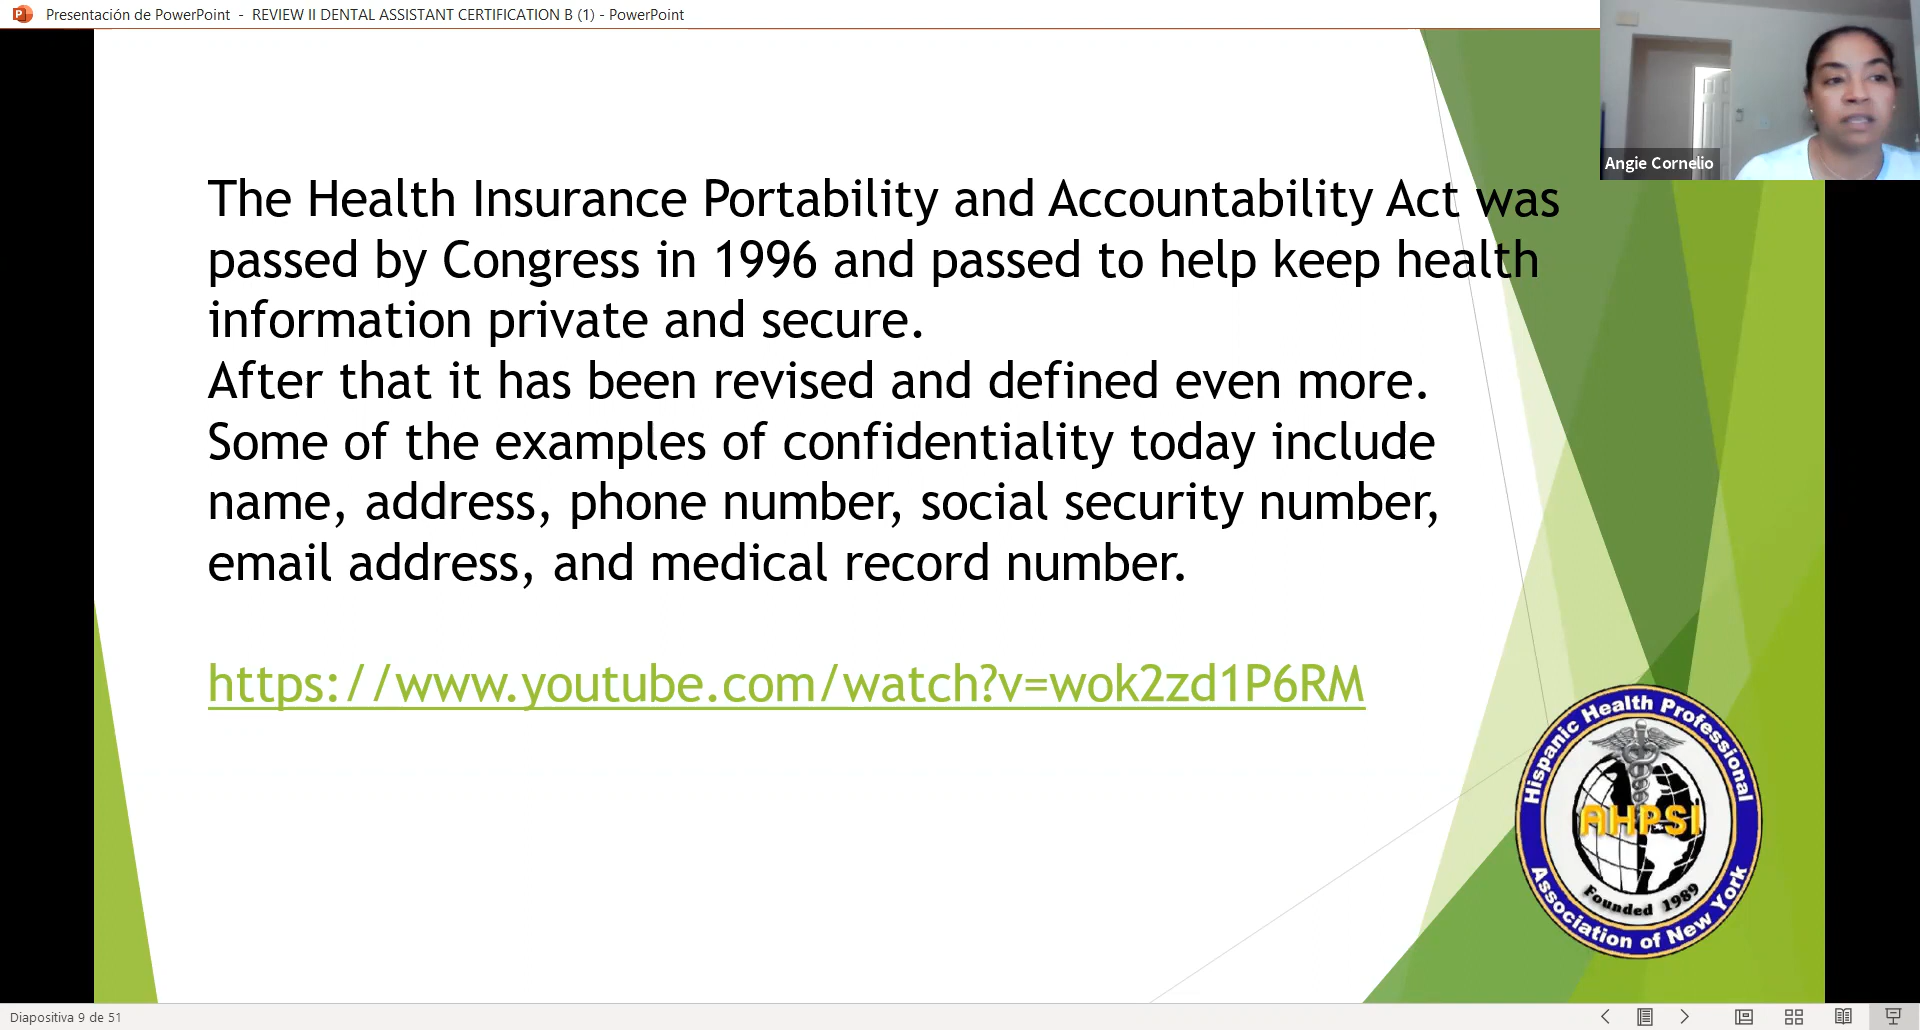 Presentación de PowerPoint - REVIEW II DENTAL ASSISTANT CERTIFICATION B (1) - PowerPoint
Angie Cornelio
The Health Insurance Portability and Accountability Act was
passed by Congress in 1996 and passed to help keep health
information private and secure.
After that it has been revised and defined even more.
Some of the examples of confidentiality today include
name, address, phone number, social security number,
email address, and medical record number.
https://www.youtube.com/watch?v=wok2zd1P6RM
Hispanic Health Professional
AHPSI
Founded 1989
Association of New York
Diapositiva 9 de 51